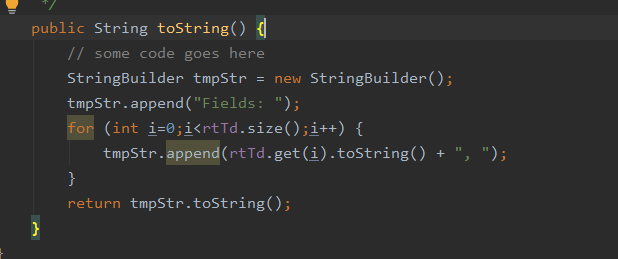 */
public String toString() {
// some code goes here
StringBuilder tmpStr = new StringBuilder();
tmpStr.append("Fields: ");
for (int i=0;i<rtTd.size();i++) {
tmpStr.append(rtTd.get(i).toString() + ", ");
}
return tmpStr.toString();
}
}